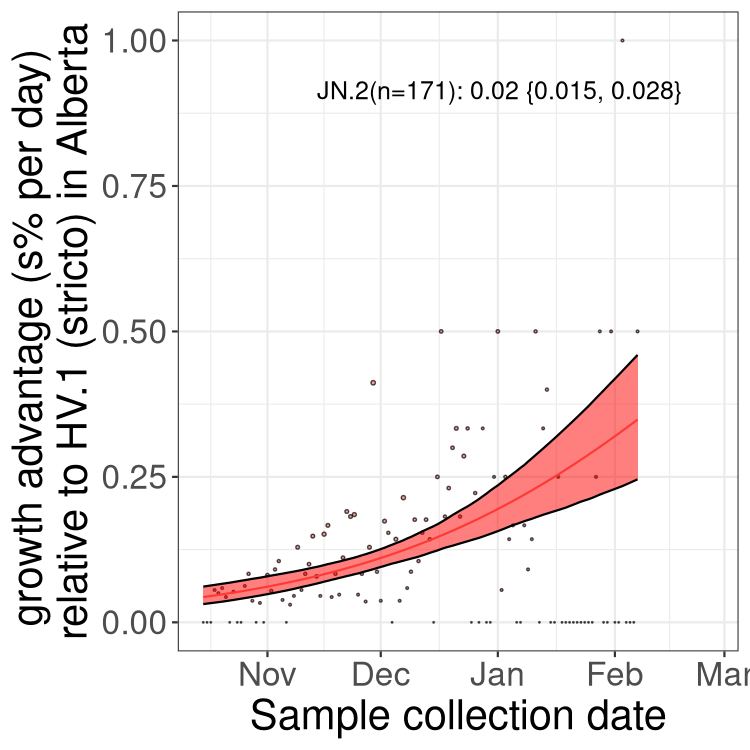 growth advantage (s% per day)
relative to HV.1 (stricto) in Alberta
1.00
JN.2(n=171): 0.02 {0.015, 0.028}
0.75
0.50
0.25
0.00
Nov Dec Jan Feb Mar
Sample collection date